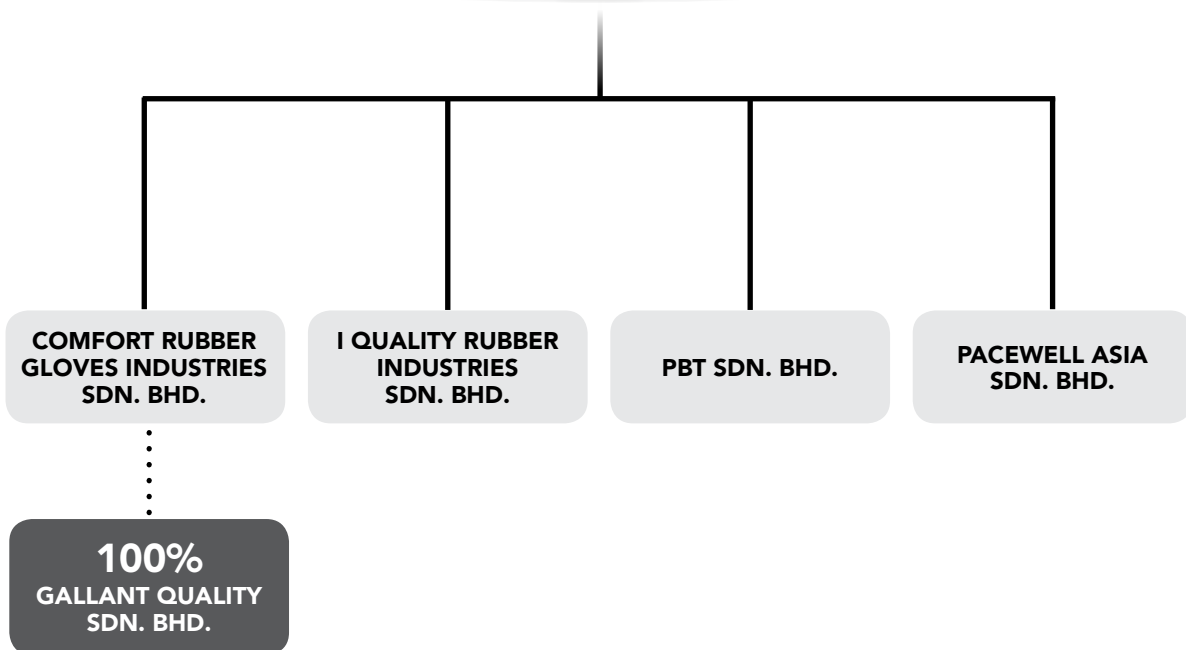 COMFORT RUBBER
GLOVES INDUSTRIES
SDN. BHD.
I QUALITY RUBBER
INDUSTRIES
SDN. BHD.
PBT SDN. BHD.
PACEWELL ASIA
SDN. BHD.
100%
GALLANT QUALITY
SDN. BHD.